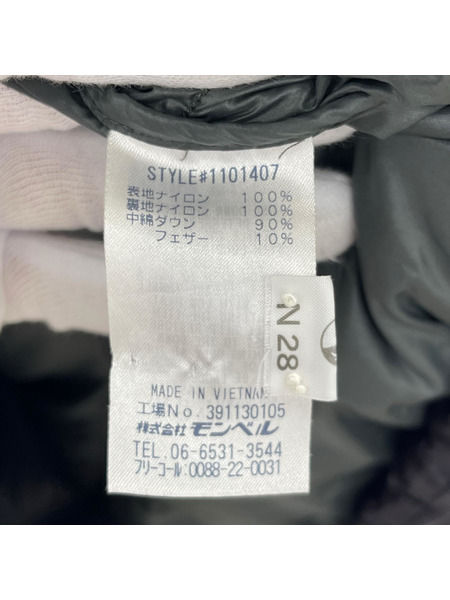 STYLE#1101407
表地ナイロン 100%
裏地ナイロン 100%
中綿ダウン 90%
フェザー 10%
N 28
MADE IN VIETNAM
工場No. 391130105
株式会社 モンベル
TEL. 06-6531-3544
フリーコール: 0088-22-0031